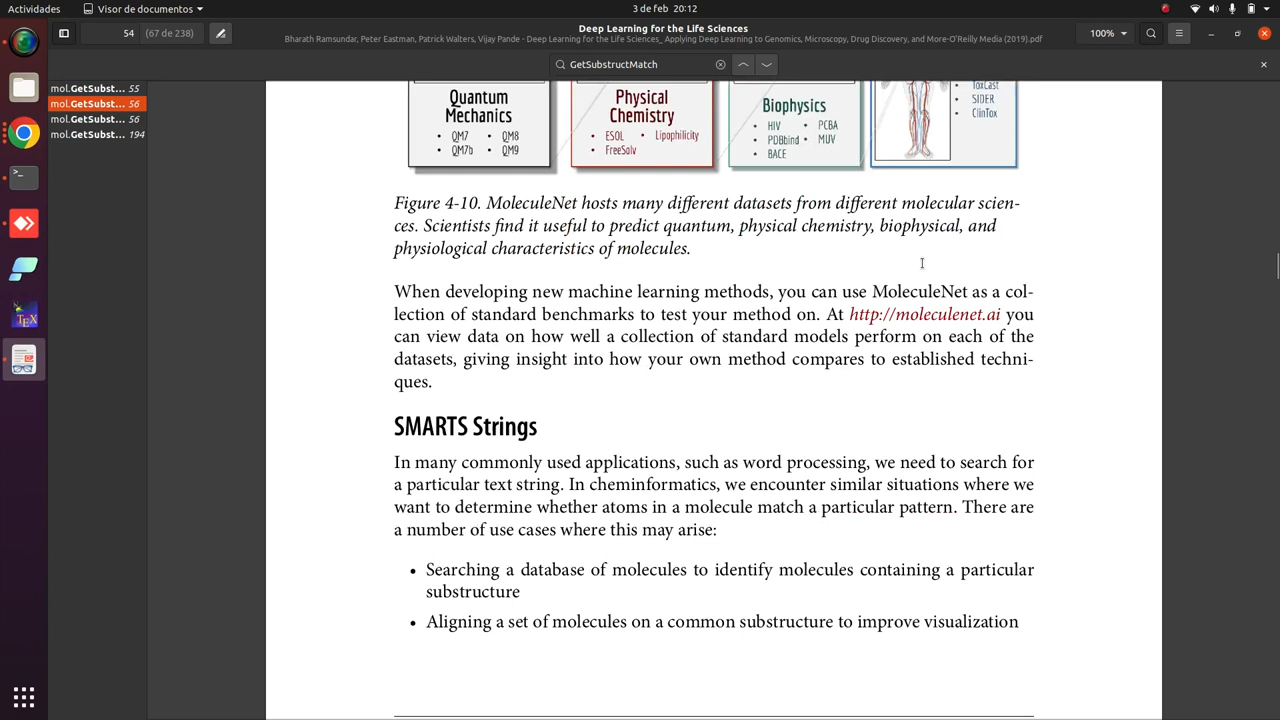 Actividades
Visor de documentos
3 de feb 20:12
54
(67 de 238)
Deep Learning for the Life Sciences
Bharath Ramsundar, Peter Eastman, Patrick Walters, Vijay Pande - Deep Learning for the Life Sciences_ Applying Deep Learning to Genomics, Microscopy, Drug Discovery, and More-O'Reilly Media (2019).pdf
100%
GetSubstructMatch
mol.GetSubst... 55
mol.GetSubst... 56
mol.GetSubst... 56
mol.GetSubst... 194
Quantum
Mechanics
• QM7 • QM8
• QM7b • QM9
Physical
Chemistry
• ESOL • Lipophilicity
• FreeSolv
Biophysics
• HIV • PCBA
• PDBbind • MUV
• BACE
• ToxCast
• SIDER
• ClinTox
Figure 4-10. MoleculeNet hosts many different datasets from different molecular scien-
ces. Scientists find it useful to predict quantum, physical chemistry, biophysical, and
physiological characteristics of molecules.
When developing new machine learning methods, you can use MoleculeNet as a col-
lection of standard benchmarks to test your method on. At http://moleculenet.ai you
can view data on how well a collection of standard models perform on each of the
datasets, giving insight into how your own method compares to established techni-
ques.
SMARTS Strings
In many commonly used applications, such as word processing, we need to search for
a particular text string. In cheminformatics, we encounter similar situations where we
want to determine whether atoms in a molecule match a particular pattern. There are
a number of use cases where this may arise:
• Searching a database of molecules to identify molecules containing a particular
substructure
• Aligning a set of molecules on a common substructure to improve visualization
TEX